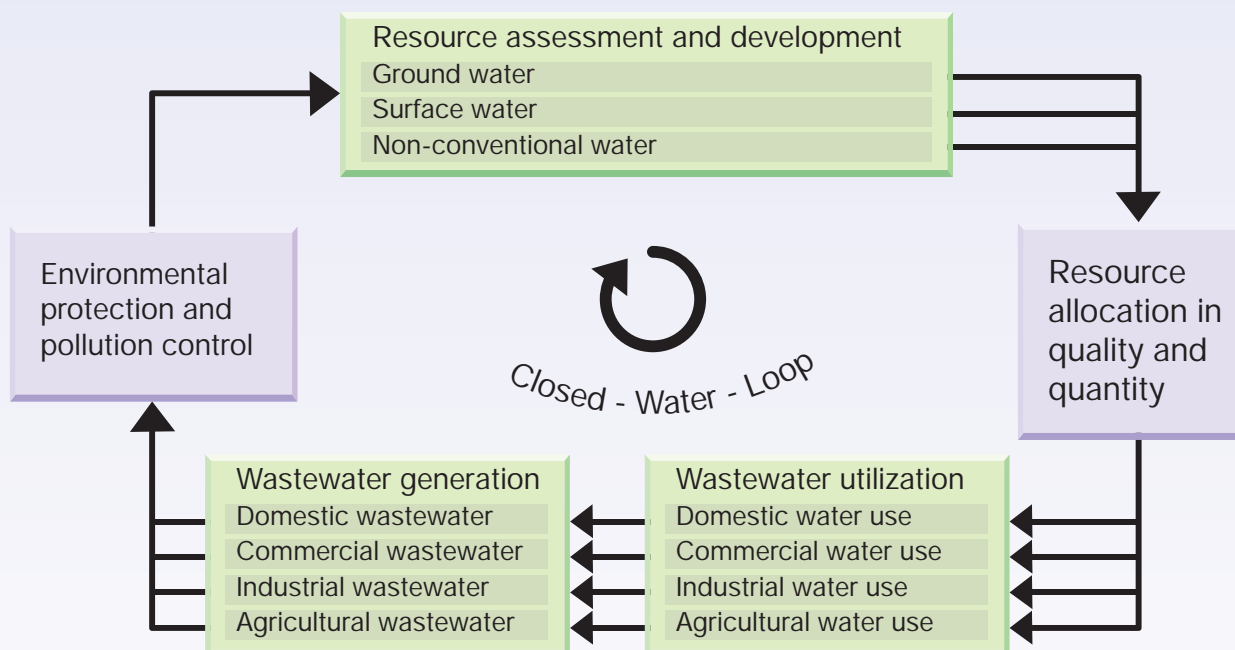 Resource assessment and development
Ground water
Surface water
Non-conventional water
Environmental
protection and
pollution control
Closed - Water - Loop
Resource
allocation in
quality and
quantity
Wastewater generation
Domestic wastewater
Commercial wastewater
Industrial wastewater
Agricultural wastewater
Wastewater utilization
Domestic water use
Commercial water use
Industrial water use
Agricultural water use